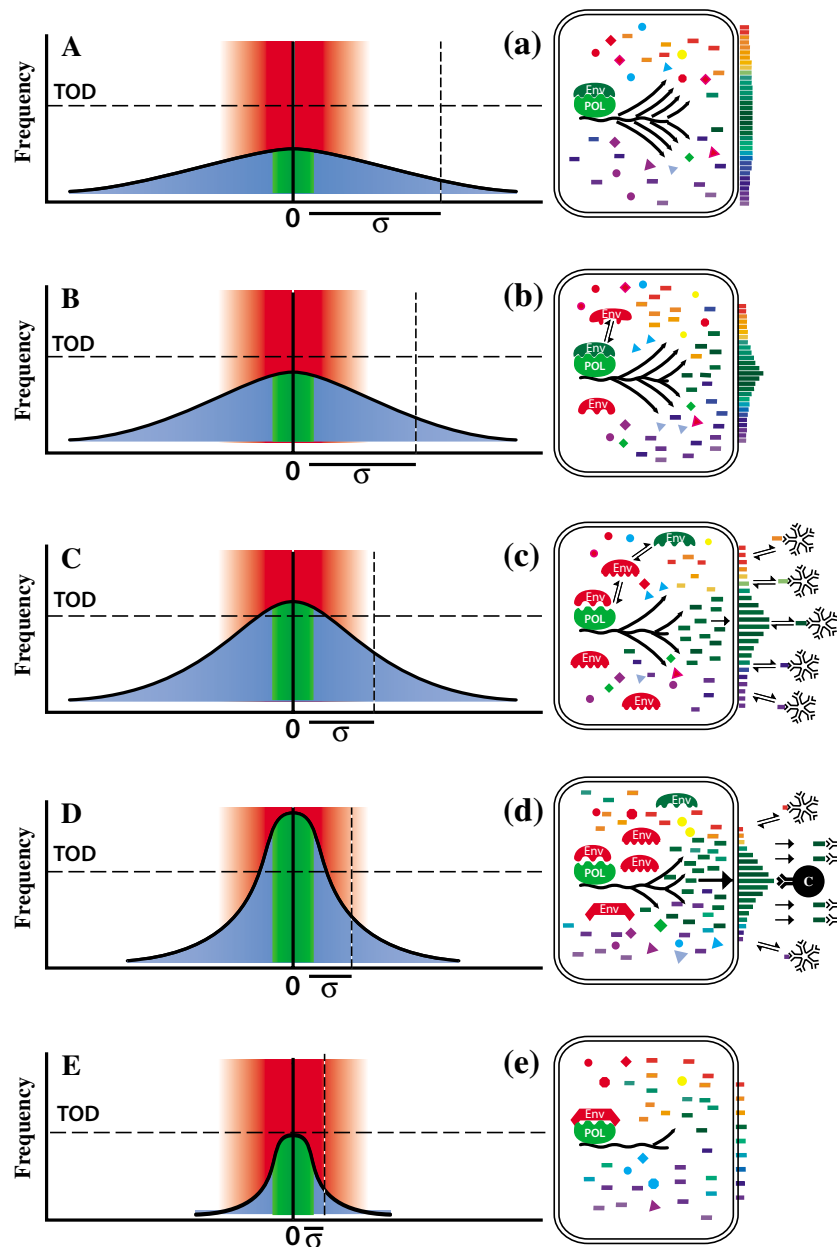 A
(a)
Frequency
TOD
0
σ
Env
POL
B
(b)
Frequency
TOD
0
σ
Env
Env
POL
Env
C
(c)
Frequency
TOD
0
σ
Env
Env
Env
POL
Env
Env
D
(d)
Frequency
TOD
0
σ
Env
Env
Env
Env
POL
Env
C
E
(e)
Frequency
TOD
0
σ
Env
POL